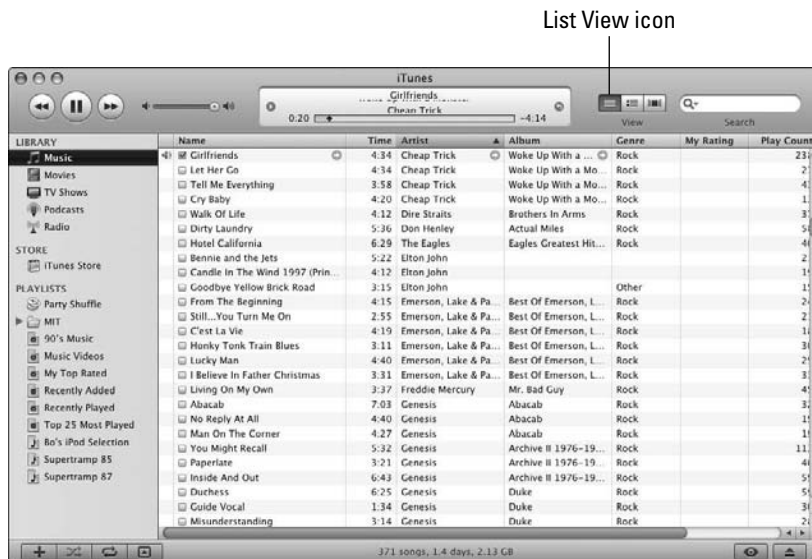 List View icon
iTunes
Girlfriends
Cheap Trick
0:20 -4:14
View
Search
LIBRARY
Music
Movies
TV Shows
Podcasts
Radio
STORE
iTunes Store
PLAYLISTS
Party Shuffle
MIT
90's Music
Music Videos
My Top Rated
Recently Added
Recently Played
Top 25 Most Played
Bo's iPod Selection
Supertramp 85
Supertramp 87
Name Time Artist Album Genre My Rating Play Count
Girlfriends 4:34 Cheap Trick Woke Up With a ... Rock
Let Her Go 4:34 Cheap Trick Woke Up With a Mo... Rock
Tell Me Everything 3:58 Cheap Trick Woke Up With a Mo... Rock
Cry Baby 4:20 Cheap Trick Woke Up With a Mo... Rock
Walk Of Life 4:12 Dire Straits Brothers In Arms Rock
Dirty Laundry 5:36 Don Henley Actual Miles Rock
Hotel California 6:29 The Eagles Eagles Greatest Hit... Rock
Bennie and the Jets 5:22 Elton John
Candle In The Wind 1997 (Prin... 4:12 Elton John
Goodbye Yellow Brick Road 3:15 Elton John Other
From The Beginning 4:15 Emerson, Lake & Pa... Best Of Emerson, L... Rock
Still...You Turn Me On 2:55 Emerson, Lake & Pa... Best Of Emerson, L... Rock
C'est La Vie 4:19 Emerson, Lake & Pa... Best Of Emerson, L... Rock
Honky Tonk Train Blues 3:11 Emerson, Lake & Pa... Best Of Emerson, L... Rock
Lucky Man 4:40 Emerson, Lake & Pa... Best Of Emerson, L... Rock
I Believe In Father Christmas 3:31 Emerson, Lake & Pa... Best Of Emerson, L... Rock
Living On My Own 3:37 Freddie Mercury Mr. Bad Guy Rock
Abacab 7:03 Genesis Abacab Rock
No Reply At All 4:40 Genesis Abacab Rock
Man On The Corner 4:27 Genesis Abacab Rock
You Might Recall 5:32 Genesis Archive II 1976-19... Rock
Paperlate 3:21 Genesis Archive II 1976-19... Rock
Inside And Out 6:43 Genesis Archive II 1976-19... Rock
Duchess 6:25 Genesis Duke Rock
Guide Vocal 1:34 Genesis Duke Rock
Misunderstanding 3:14 Genesis Duke Rock
371 songs, 1.4 days, 2.13 GB